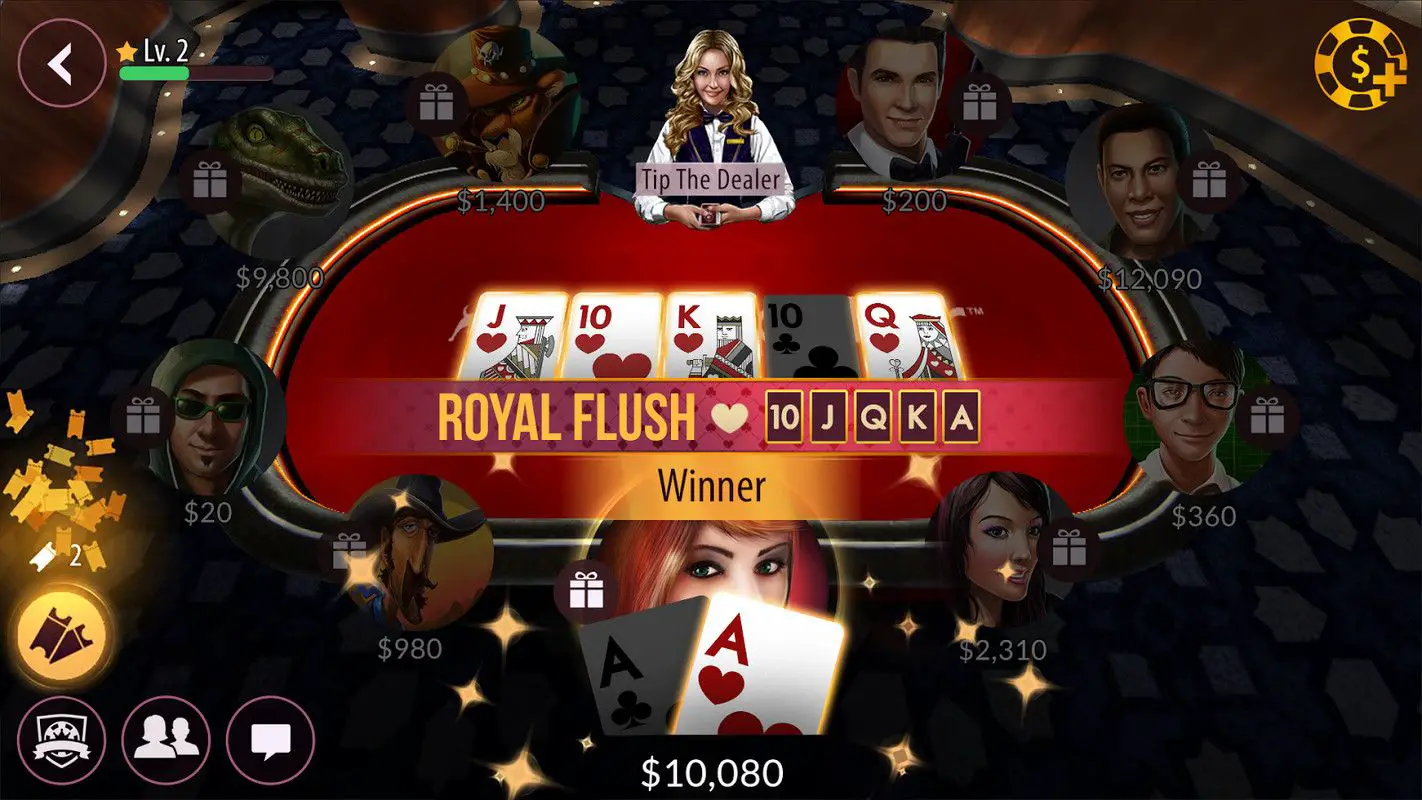 Lv. 2
$
Tip The Dealer
$1,400
$200
$9,800
$12,090
J
10
K
10
Q
™
ROYAL FLUSH 10 J Q K A
Winner
$20
$360
2
$980
$2,310
A
A
$10,080